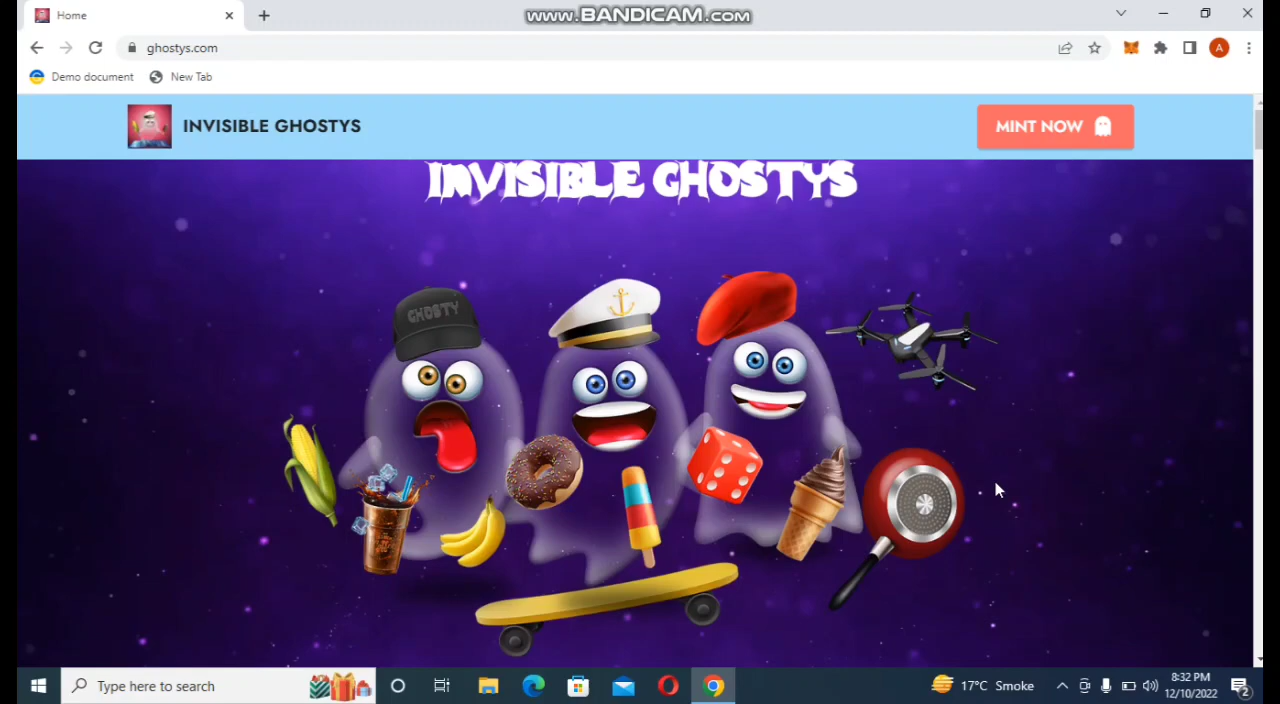 Home
www.BANDICAM.com
ghostys.com
A
Demo document
New Tab
INVISIBLE GHOSTYS
MINT NOW
INVISIBLE GHOSTYS
GHOSTY
Type here to search
17°C Smoke
8:32 PM
12/10/2022
2